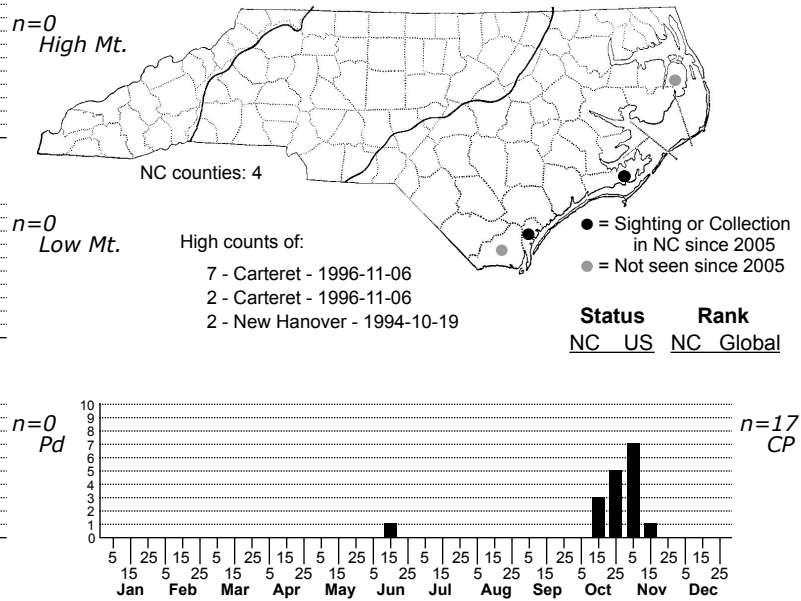 n=0
High Mt.
NC counties: 4
n=0
Low Mt.
High counts of:
7 - Carteret - 1996-11-06
2 - Carteret - 1996-11-06
2 - New Hanover - 1994-10-19
= Sighting or Collection
in NC since 2005
= Not seen since 2005
Status Rank
NC US NC Global
n=0
Pd
n=17
CP
10
9
8
7
6
5
4
3
2
1
0
5 25 15 5 25 15 5 25 15 5 25 15 5 25 15 5 25 15
15 5 25 15 5 25 15 5 25 15 5 25 15 5 25 15 5 25
Jan Feb Mar Apr May Jun Jul Aug Sep Oct Nov Dec